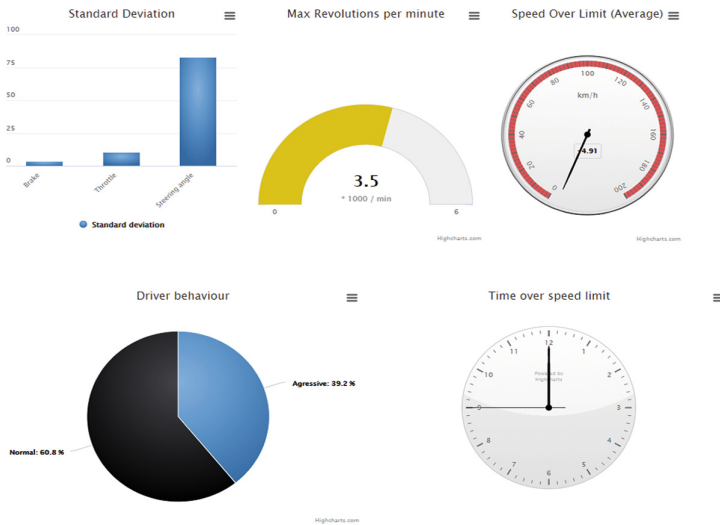 Standard Deviation
100
75
50
25
0
Brake
Throttle
Steering angle
Standard deviation
Max Revolutions per minute
3.5
* 1000 / min
0
6
Highcharts.com
Speed Over Limit (Average)
0
20
40
60
80
100
120
140
160
180
200
km/h
-4.91
Highcharts.com
Driver behaviour
Agressive: 39.2 %
Normal: 60.8 %
Highcharts.com
Time over speed limit
12
1
2
3
4
5
6
7
8
9
10
11
Powered by
Highcharts